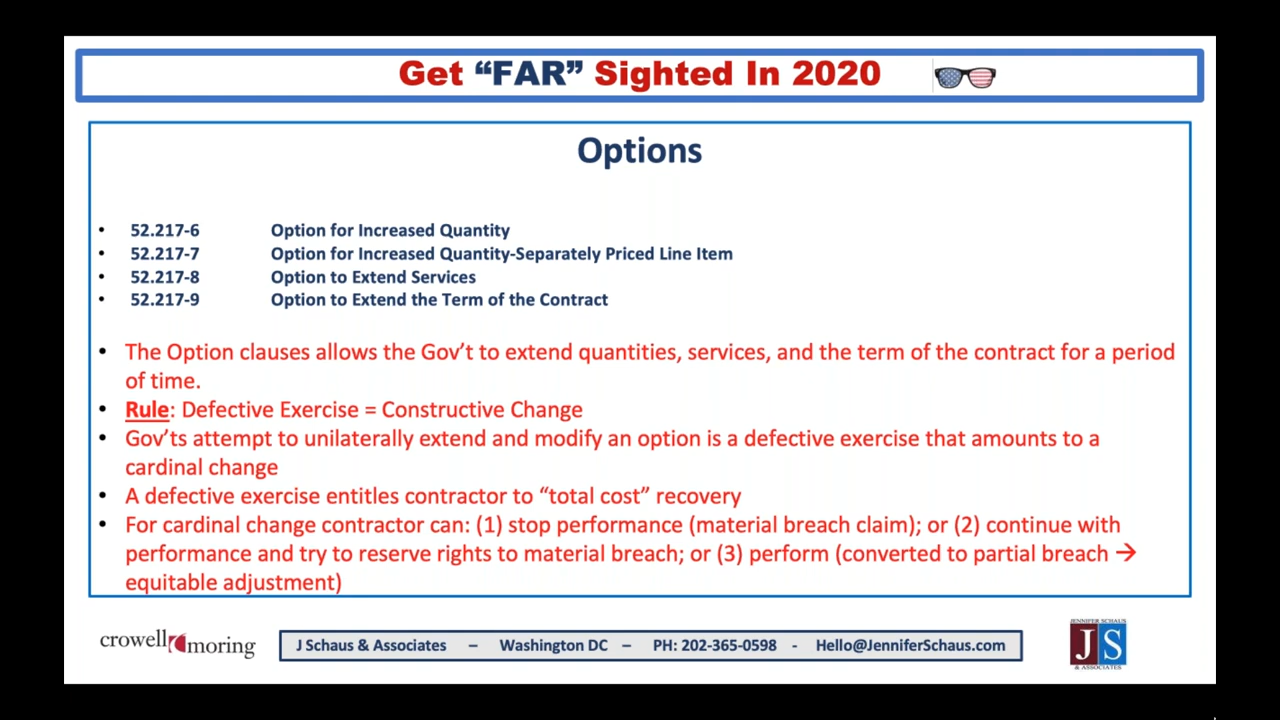 Get “FAR” Sighted In 2020
Options
• 52.217-6 Option for Increased Quantity
• 52.217-7 Option for Increased Quantity-Separately Priced Line Item
• 52.217-8 Option to Extend Services
• 52.217-9 Option to Extend the Term of the Contract
• The Option clauses allows the Gov’t to extend quantities, services, and the term of the contract for a period
of time.
• Rule: Defective Exercise = Constructive Change
• Gov’ts attempt to unilaterally extend and modify an option is a defective exercise that amounts to a
cardinal change
• A defective exercise entitles contractor to “total cost” recovery
• For cardinal change contractor can: (1) stop performance (material breach claim); or (2) continue with
performance and try to reserve rights to material breach; or (3) perform (converted to partial breach →
equitable adjustment)
crowell moring
J Schaus & Associates – Washington DC – PH: 202-365-0598 - Hello@JenniferSchaus.com
JENNIFER SCHAUS
JS
& ASSOCIATES